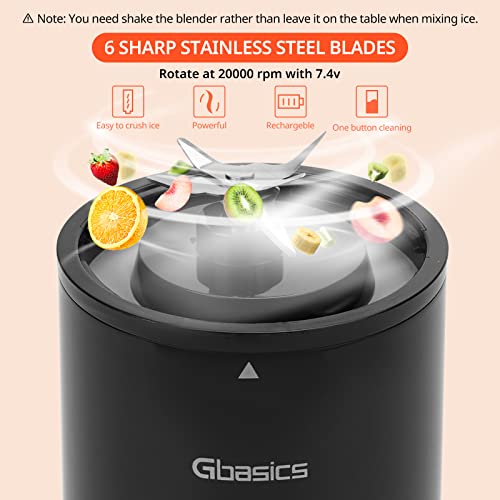 ⚠ Note: You need shake the blender rather than leave it on the table when mixing ice.
6 SHARP STAINLESS STEEL BLADES
Rotate at 20000 rpm with 7.4v
Easy to crush ice
Powerful
Rechargeble
One button cleaning
Gbasics